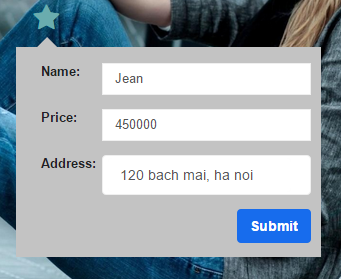 Name: Jean
Price: 450000
Address: 120 bach mai, ha noi
Submit